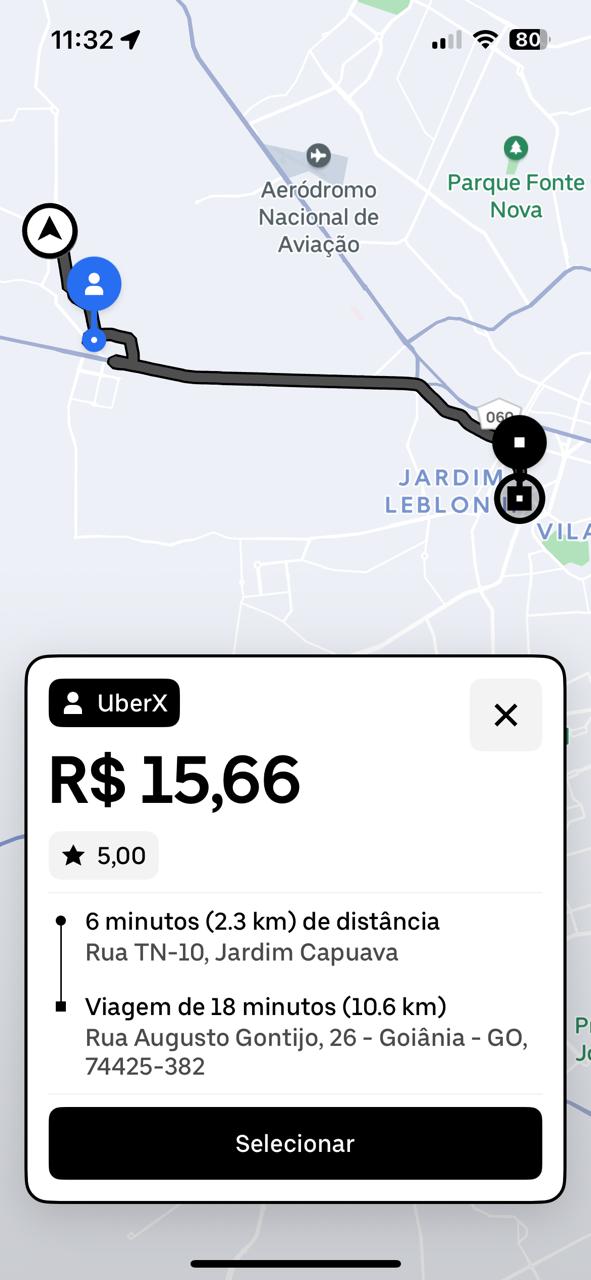 11:32
80
Aeródromo
Nacional de
Aviação
Parque Fonte
Nova
060
JARDIM
LEBLON
VILA
UberX
R$ 15,66
5,00
6 minutos (2.3 km) de distância
Rua TN-10, Jardim Capuava
Viagem de 18 minutos (10.6 km)
Rua Augusto Gontijo, 26 - Goiânia - GO,
74425-382
Selecionar